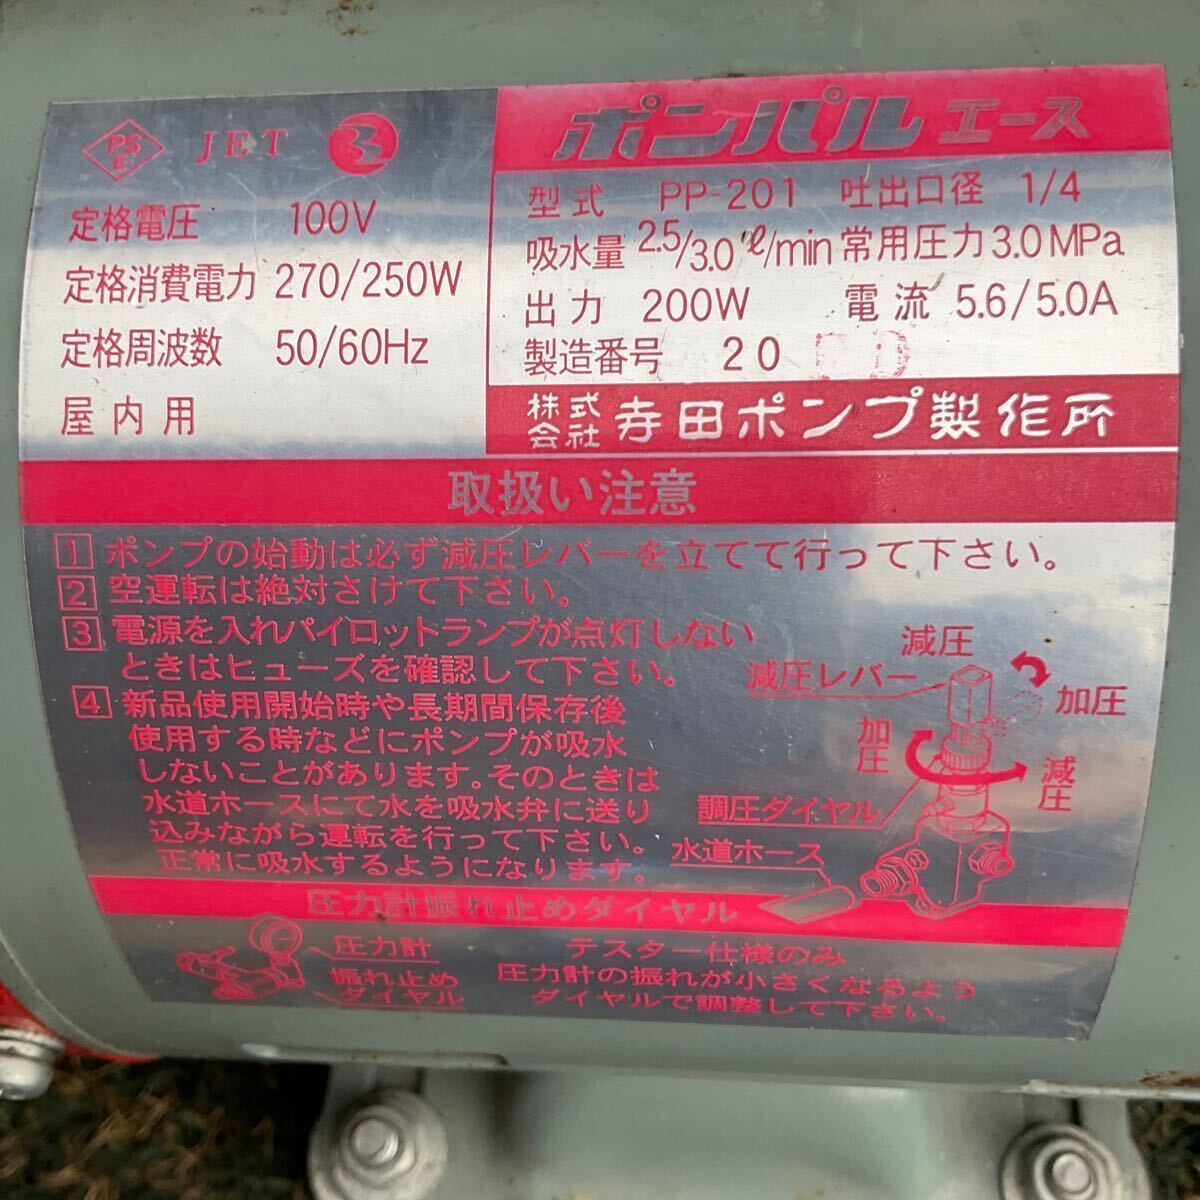 PS
E
JET
定格電圧 100V
定格消費電力 270/250W
定格周波数 50/60Hz
屋内用
ポンパルエース
型式 PP-201 吐出口径 1/4
吸水量 2.5/3.0ℓ/min 常用圧力 3.0MPa
出力 200W 電流 5.6/5.0A
製造番号 20
株式会社 寺田ポンプ製作所
取扱い注意
1 ポンプの始動は必ず減圧レバーを立てて行って下さい。
2 空運転は絶対さけて下さい。
3 電源を入れパイロットランプが点灯しない
ときはヒューズを確認して下さい。
4 新品使用開始時や長期間保存後
使用する時などにポンプが吸水
しないことがあります。そのときは
水道ホースにて水を吸水弁に送り
込みながら運転を行って下さい。
正常に吸水するようになります。
減圧
減圧レバー
加圧
加圧
減圧
調圧ダイヤル
水道ホース
圧力計振れ止めダイヤル
圧力計
振れ止め
ダイヤル
テスター仕様のみ
圧力計の振れが小さくなるよう
ダイヤルで調整して下さい。